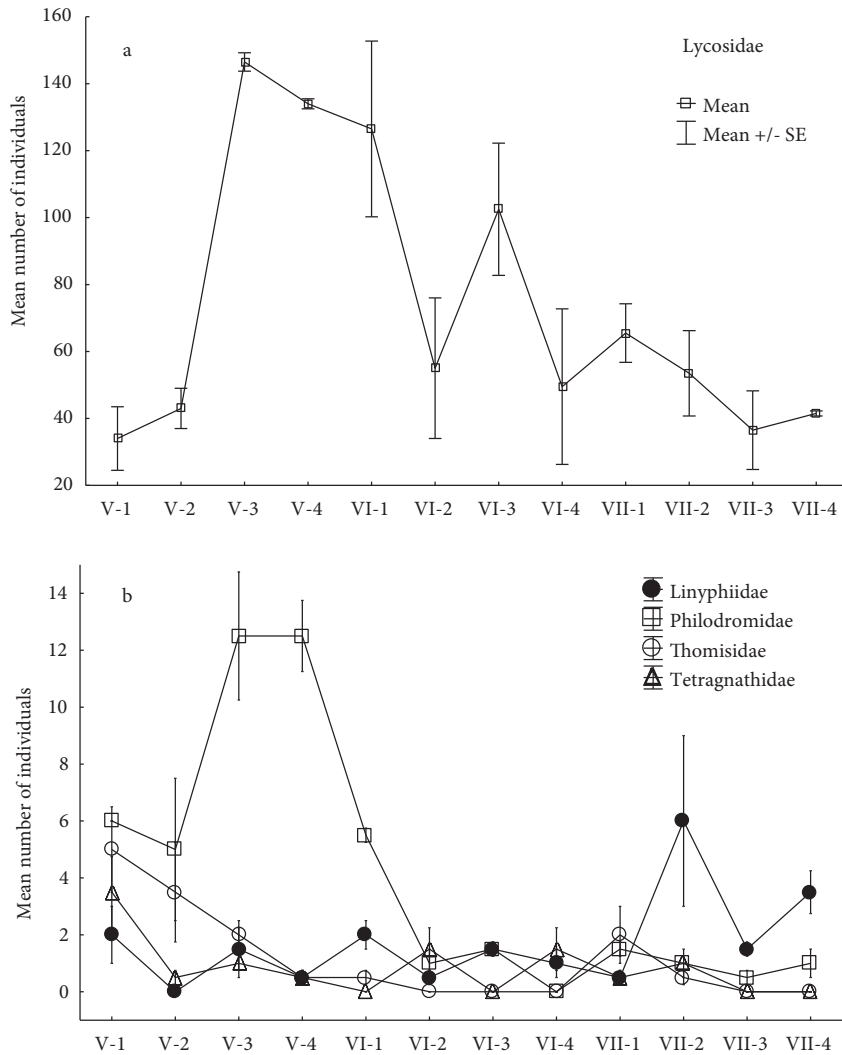 160
140
120
100
80
60
40
20
Mean number of individuals
a
Lycosidae
Mean
Mean +/- SE
V-1 V-2 V-3 V-4 VI-1 VI-2 VI-3 VI-4 VII-1 VII-2 VII-3 VII-4
14
12
10
8
6
4
2
0
Mean number of individuals
b
Linyphiidae
Philodromidae
Thomisidae
Tetragnathidae
V-1 V-2 V-3 V-4 VI-1 VI-2 VI-3 VI-4 VII-1 VII-2 VII-3 VII-4